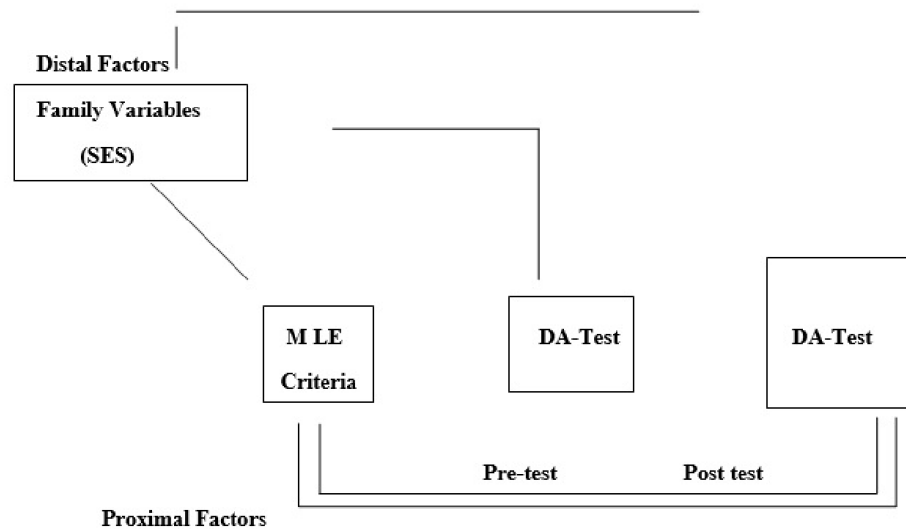 Distal Factors
Family Variables
(SES)
M LE
Criteria
DA-Test
DA-Test
Pre-test
Post test
Proximal Factors